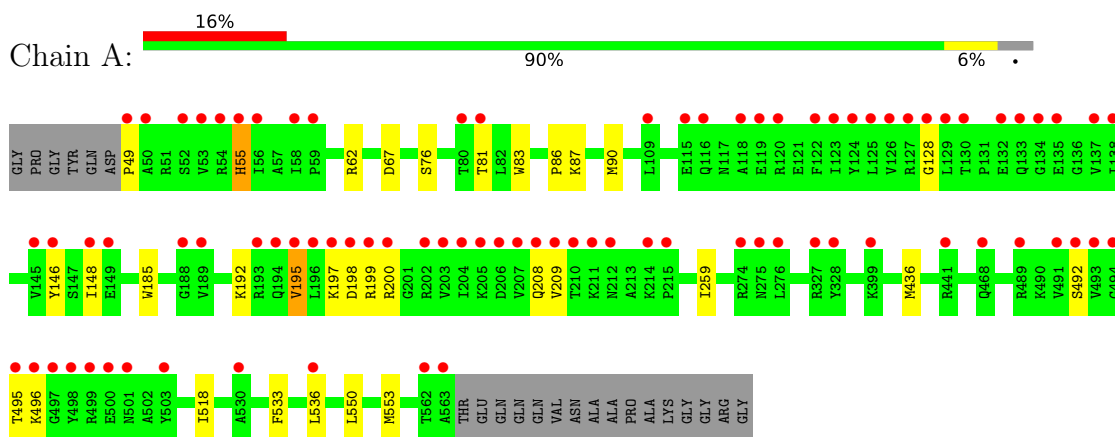 16%
Chain A:
90% 6% •
GLY PRO GLY TYR GLN ASP P49 A50 R51 S52 V53 R54 H55 I56 A57 I58 P59 R62 D67 S76 T80 T81 L82 W83 P86 K87 M90 L109 E115 Q116 N117 A118 E119 R120 E121 F122 I123 Y124 L125 V126 R127 G128 L129 T130 P131 E132 Q133 G134 E135 G136 V137
V145 Y146 S147 I148 E149 W185 G188 V189 K192 R193 Q194 V195 L196 K197 D198 R199 R200 G201 R202 V203 I204 K205 D206 V207 Q208 V209 T210 K211 N212 A213 K214 P215 I259 R274 N275 L276 R327 Y328 K399 M436 R441 Q468 R489 K490 V491 S492 V493
T495 K496 G497 Y498 R499 E500 N501 A502 Y503 I518 A530 F533 L536 L550 M553 T562 A563 THR GLU GLN GLN GLN VAL ASN ALA ALA PRO ALA LYS GLY GLY ARG GLY